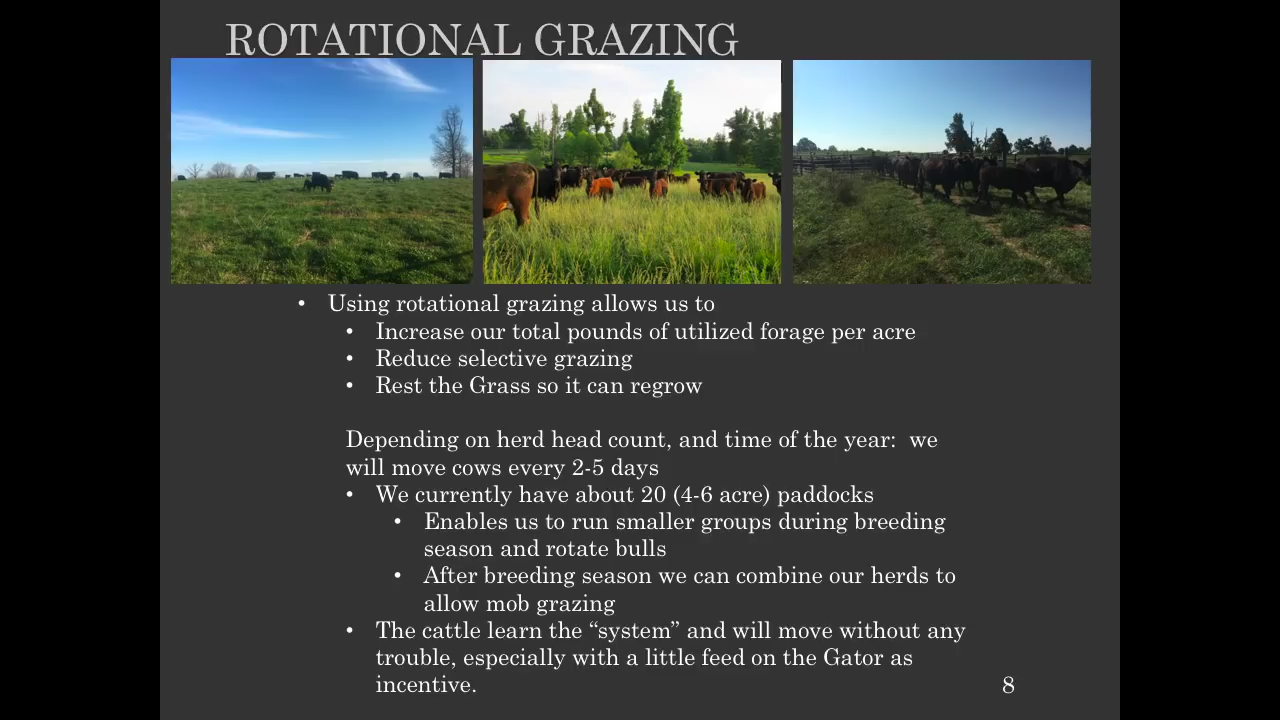 ROTATIONAL GRAZING
• Using rotational grazing allows us to
• Increase our total pounds of utilized forage per acre
• Reduce selective grazing
• Rest the Grass so it can regrow
Depending on herd head count, and time of the year:  we
will move cows every 2-5 days
• We currently have about 20 (4-6 acre) paddocks
• Enables us to run smaller groups during breeding
season and rotate bulls
• After breeding season we can combine our herds to
allow mob grazing
• The cattle learn the “system” and will move without any
trouble, especially with a little feed on the Gator as
incentive.
8